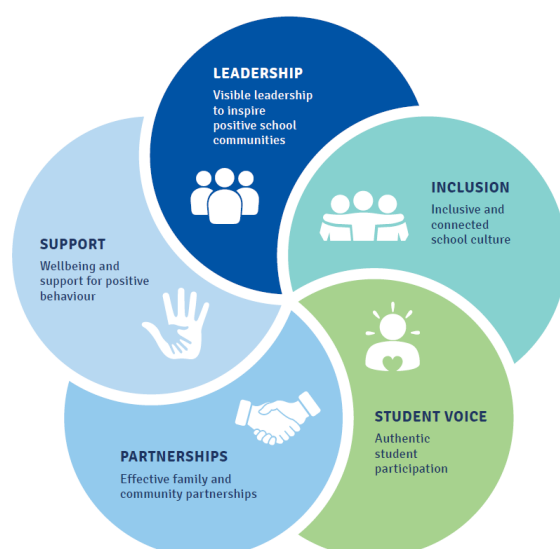 LEADERSHIP
Visible leadership
to inspire
positive school
communities
INCLUSION
Inclusive and
connected
school culture
SUPPORT
Wellbeing and
support for positive
behaviour
STUDENT VOICE
Authentic
student
participation
PARTNERSHIPS
Effective family and
community partnerships